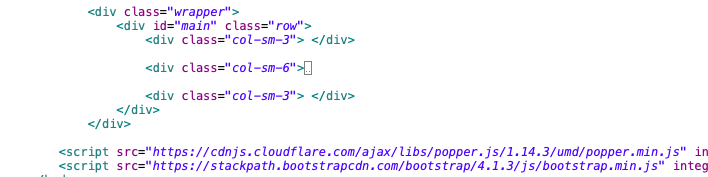 <div class="wrapper">
<div id="main" class="row">
<div class="col-sm-3"> </div>
<div class="col-sm-6">
<div class="col-sm-3"> </div>
</div>
</div>
<script src="https://cdnjs.cloudflare.com/ajax/libs/popper.js/1.14.3/umd/popper.min.js" in
<script src="https://stackpath.bootstrapcdn.com/bootstrap/4.1.3/js/bootstrap.min.js" integ